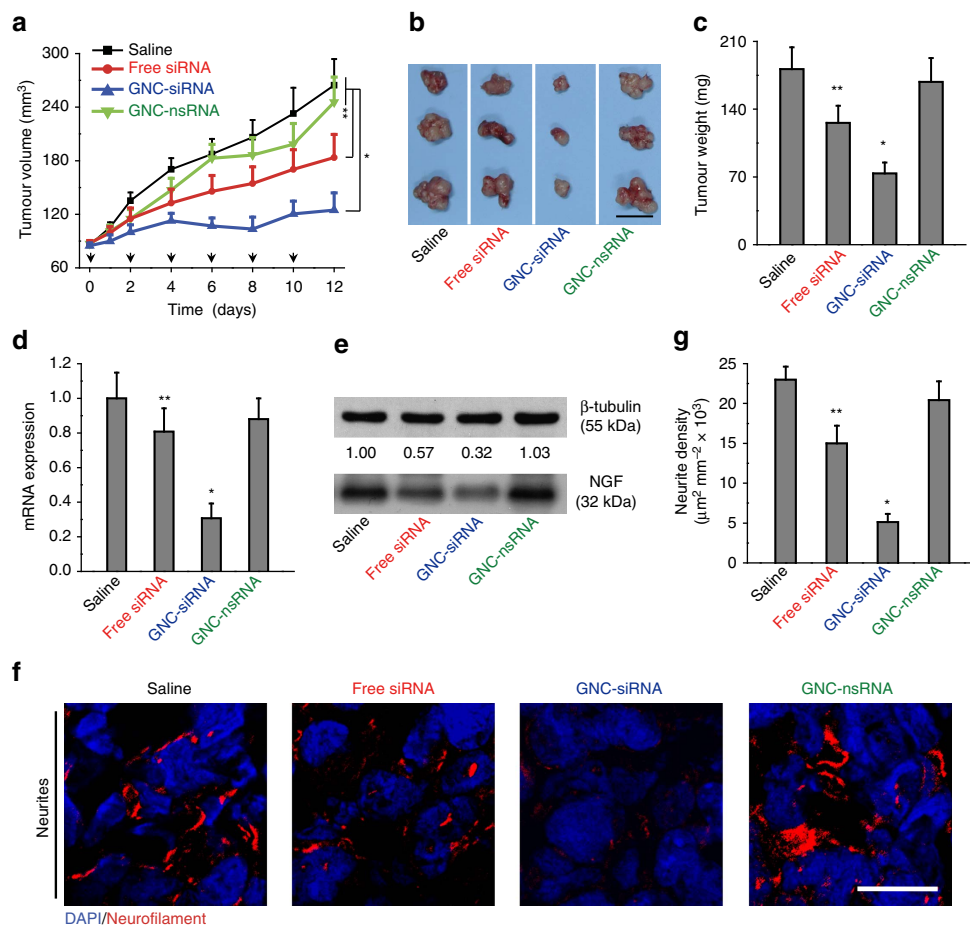 a
Tumour volume (mm³)
300
240
180
120
60
Saline
Free siRNA
GNC-siRNA
GNC-nsRNA
**
*
0 2 4 6 8 10 12
Time (days)
b
Saline
Free siRNA
GNC-siRNA
GNC-nsRNA
c
Tumour weight (mg)
210
140
70
0
**
*
Saline
Free siRNA
GNC-siRNA
GNC-nsRNA
d
mRNA expression
1.2
1.0
0.8
0.6
0.4
0.2
0.0
**
*
Saline
Free siRNA
GNC-siRNA
GNC-nsRNA
e
β-tubulin
(55 kDa)
1.00 0.57 0.32 1.03
NGF
(32 kDa)
Saline
Free siRNA
GNC-siRNA
GNC-nsRNA
g
Neurite density
(μm² mm⁻² × 10³)
25
20
15
10
5
0
**
*
Saline
Free siRNA
GNC-siRNA
GNC-nsRNA
f
Saline
Free siRNA
GNC-siRNA
GNC-nsRNA
Neurites
DAPI/Neurofilament